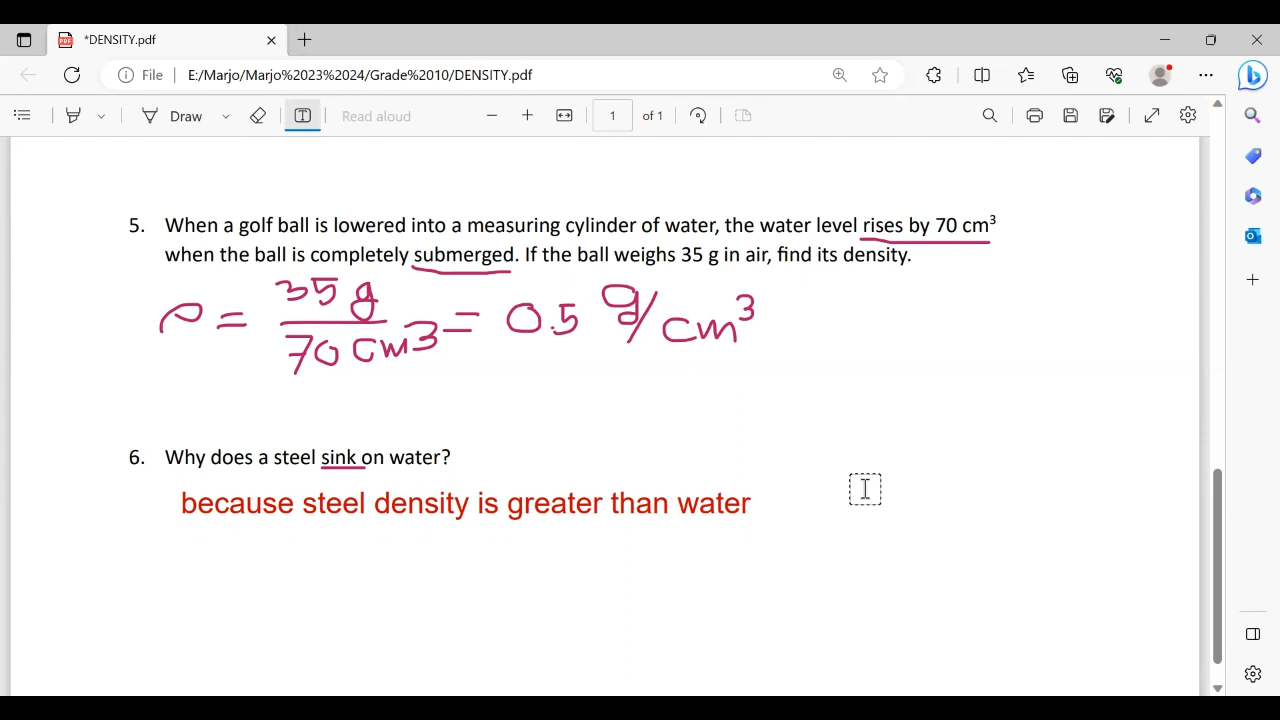 *DENSITY.pdf
File E:/Marjo/Marjo%2023%2024/Grade%2010/DENSITY.pdf
Draw Read aloud 1 of 1
5. When a golf ball is lowered into a measuring cylinder of water, the water level rises by 70 cm³
when the ball is completely submerged. If the ball weighs 35 g in air, find its density.
ρ = 35 g / 70 cm3 = 0.5 g/cm³
6. Why does a steel sink on water?
because steel density is greater than water